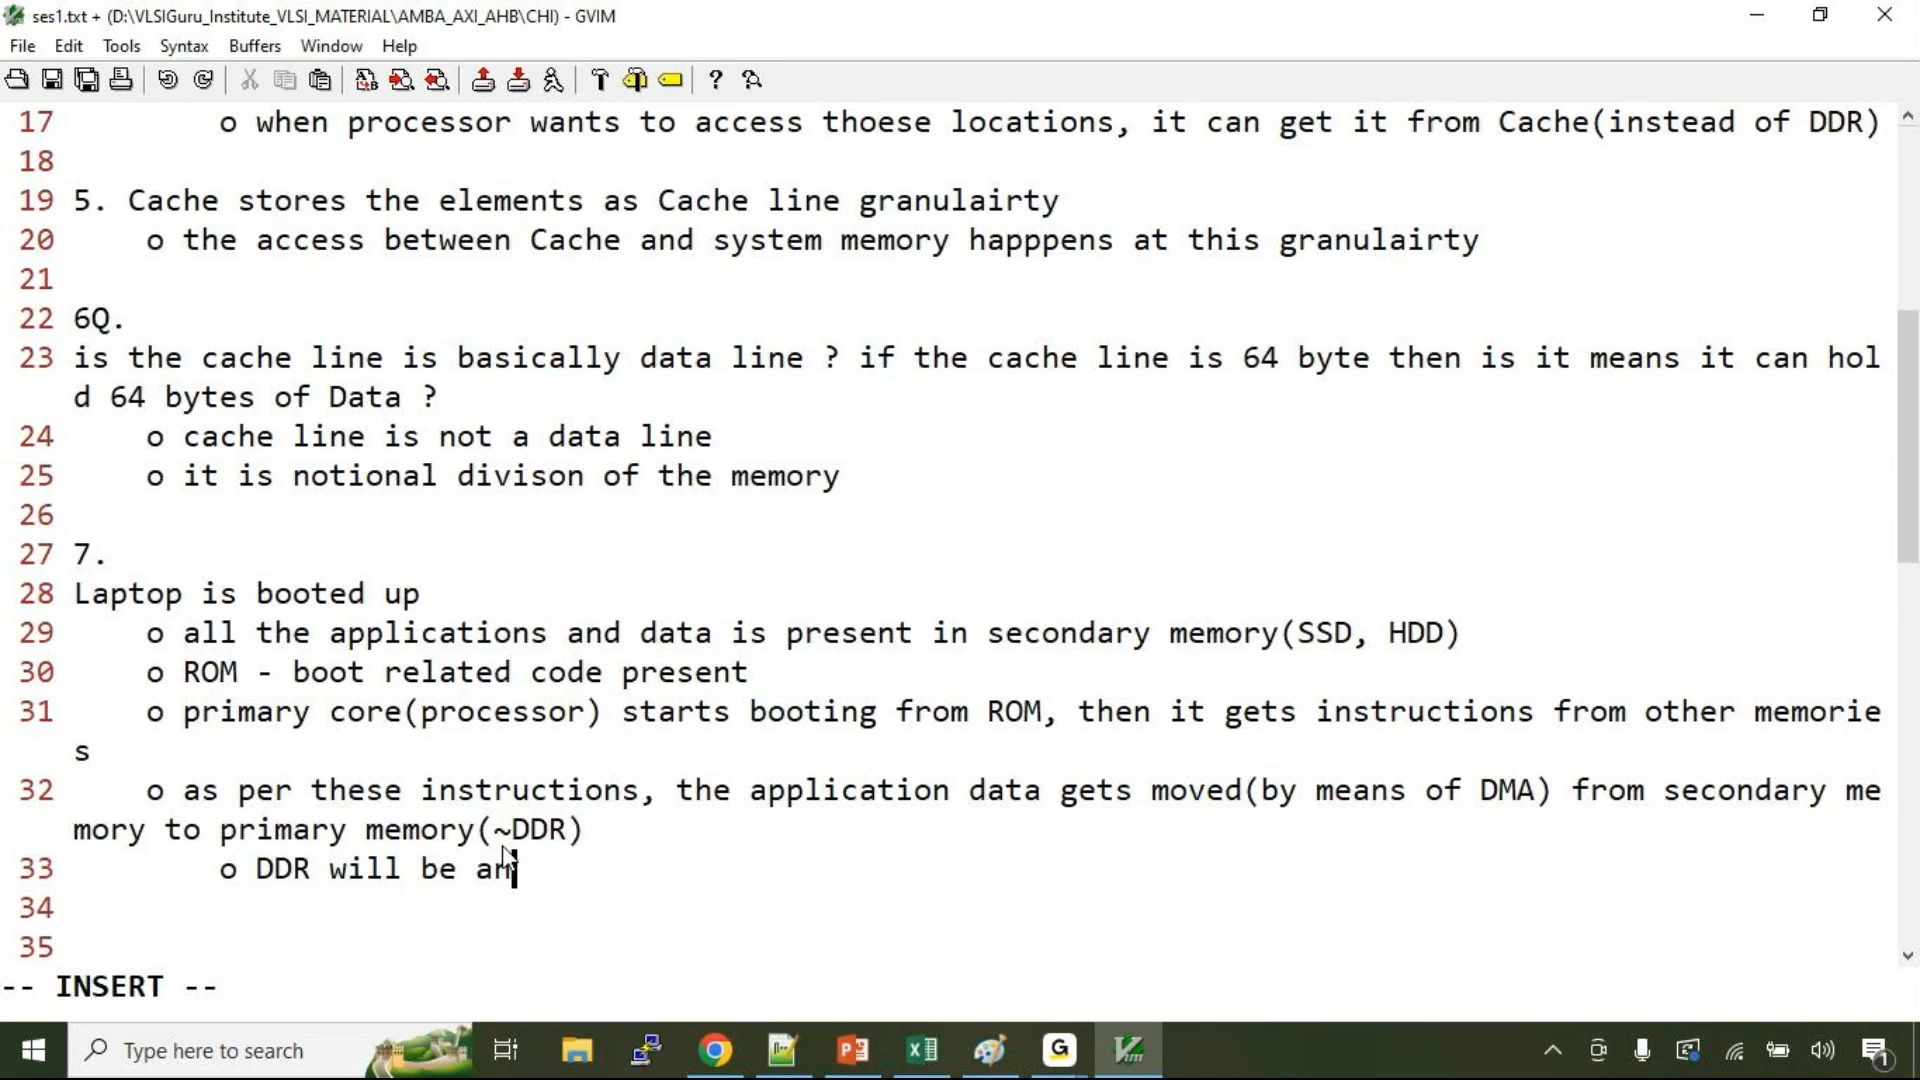 ses1.txt + (D:\VLSIGuru_Institute_VLSI_MATERIAL\AMBA_AXI_AHB\CHI) - GVIM
File Edit Tools Syntax Buffers Window Help
17 o when processor wants to access thoese locations, it can get it from Cache(instead of DDR)
18
19 5. Cache stores the elements as Cache line granulairty
20 o the access between Cache and system memory happpens at this granulairty
21
22 6Q.
23 is the cache line is basically data line ? if the cache line is 64 byte then is it means it can hol
d 64 bytes of Data ?
24 o cache line is not a data line
25 o it is notional divison of the memory
26
27 7.
28 Laptop is booted up
29 o all the applications and data is present in secondary memory(SSD, HDD)
30 o ROM - boot related code present
31 o primary core(processor) starts booting from ROM, then it gets instructions from other memorie
s
32 o as per these instructions, the application data gets moved(by means of DMA) from secondary me
mory to primary memory(~DDR)
33 o DDR will be an
34
35
-- INSERT --
Type here to search